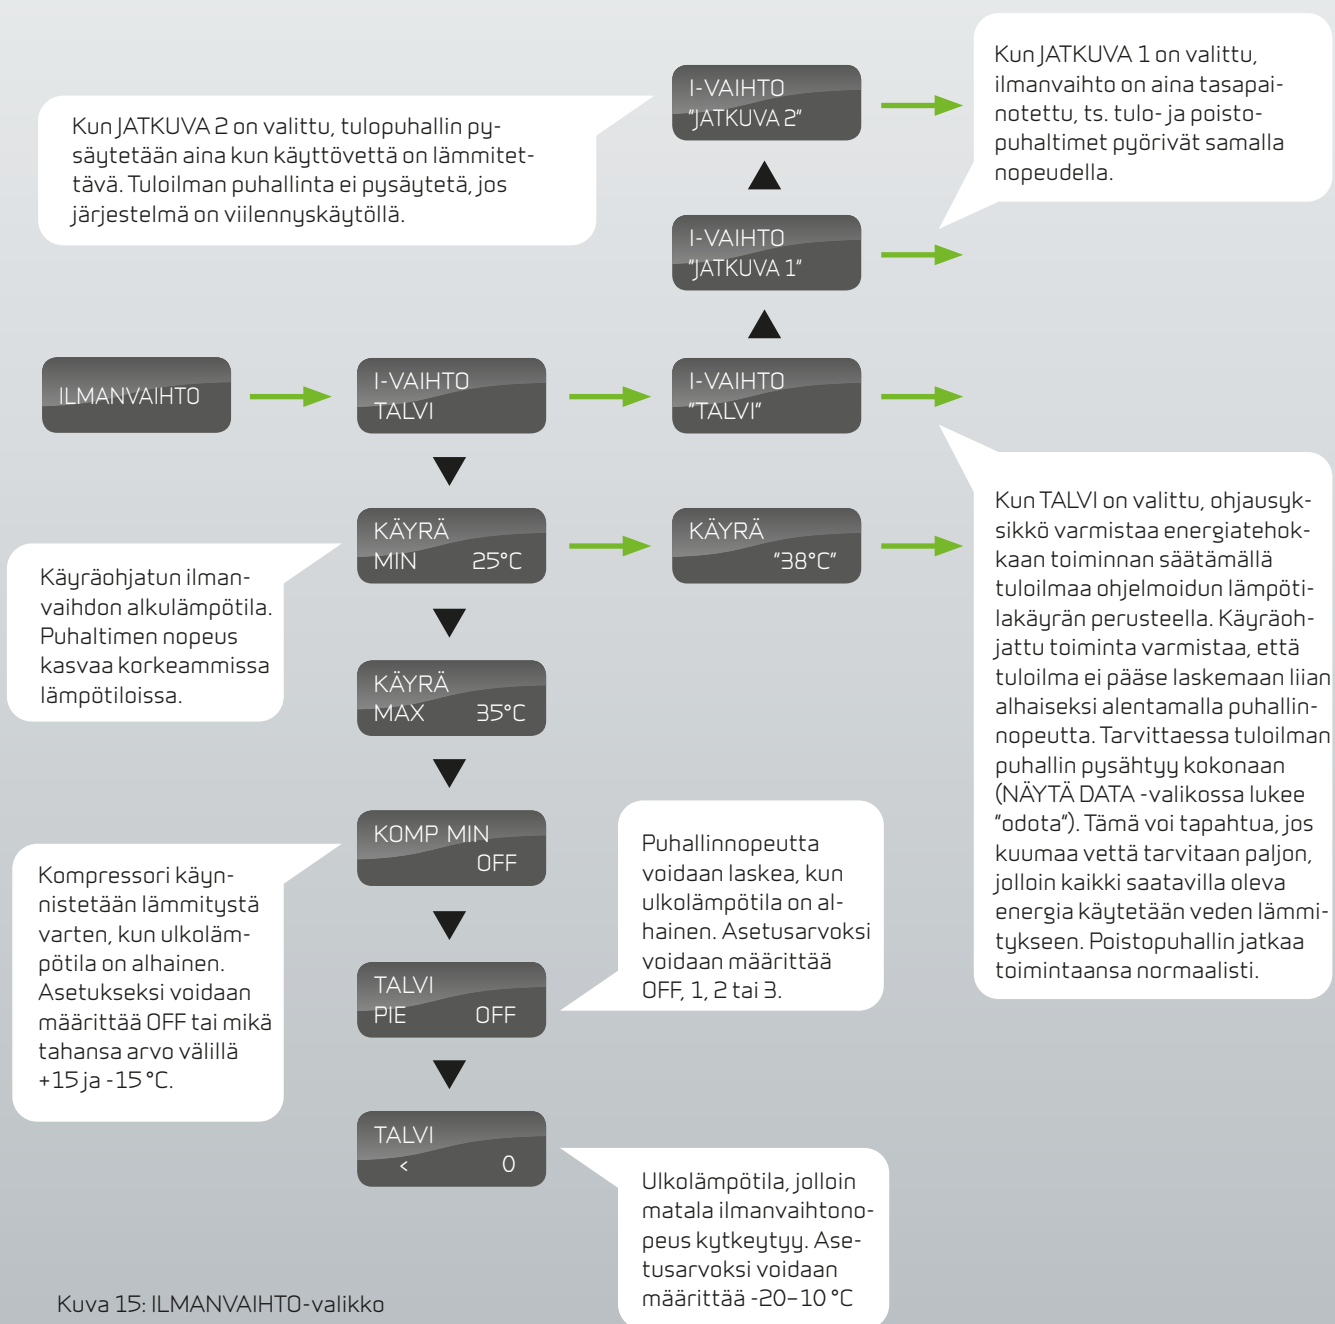 Kun JATKUVA 2 on valittu, tulopuhallin py-
säytetään aina kun käyttövettä on lämmitet-
tävä. Tuloilman puhallinta ei pysäytetä, jos
järjestelmä on viilennyskäytöllä.
I-VAIHTO
"JATKUVA 2"
Kun JATKUVA 1 on valittu,
ilmanvaihto on aina tasapai-
notettu, ts. tulo- ja poisto-
puhaltimet pyörivät samalla
nopeudella.
I-VAIHTO
"JATKUVA 1"
ILMANVAIHTO
I-VAIHTO
TALVI
I-VAIHTO
"TALVI"
Kun TALVI on valittu, ohjausyk-
sikkö varmistaa energiatehok-
kaan toiminnan säätämällä
tuloilmaa ohjelmoidun lämpöti-
lakäyrän perusteella. Käyräoh-
jattu toiminta varmistaa, että
tuloilma ei pääse laskemaan liian
alhaiseksi alentamalla puhallin-
nopeutta. Tarvittaessa tuloilman
puhallin pysähtyy kokonaan
(NÄYTÄ DATA -valikossa lukee
"odota"). Tämä voi tapahtua, jos
kuumaa vettä tarvitaan paljon,
jolloin kaikki saatavilla oleva
energia käytetään veden lämmi-
tykseen. Poistopuhallin jatkaa
toimintaansa normaalisti.
KÄYRÄ
MIN 25°C
KÄYRÄ
"38°C"
Käyräohjatun ilman-
vaihdon alkulämpötila.
Puhaltimen nopeus
kasvaa korkeammissa
lämpötiloissa.
KÄYRÄ
MAX 35°C
KOMP MIN
OFF
Kompressori käyn-
nistetään lämmitystä
varten, kun ulkoläm-
pötila on alhainen.
Asetukseksi voidaan
määrittää OFF tai mikä
tahansa arvo välillä
+15 ja -15 °C.
Puhallinnopeutta
voidaan laskea, kun
ulkolämpötila on al-
hainen. Asetusarvoksi
voidaan määrittää
OFF, 1, 2 tai 3.
TALVI
PIE OFF
TALVI
< 0
Ulkolämpötila, jolloin
matala ilmanvaihtono-
peus kytkeytyy. Ase-
tusarvoksi voidaan
määrittää -20–10 °C
Kuva 15: ILMANVAIHTO-valikko